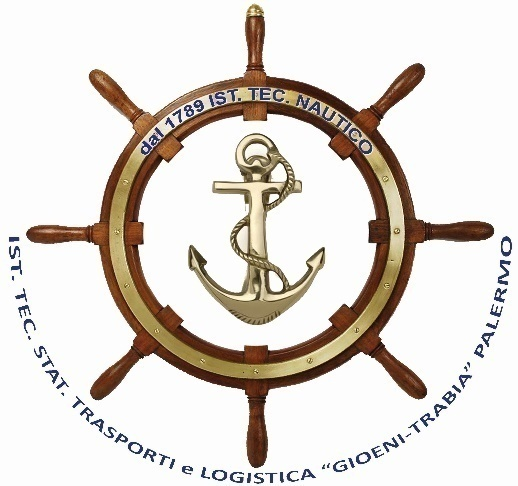 dal 1789 IST. TEC. NAUTICO
IST. TEC. STAT. TRASPORTI e LOGISTICA “GIOENI-TRABIA” PALERMO